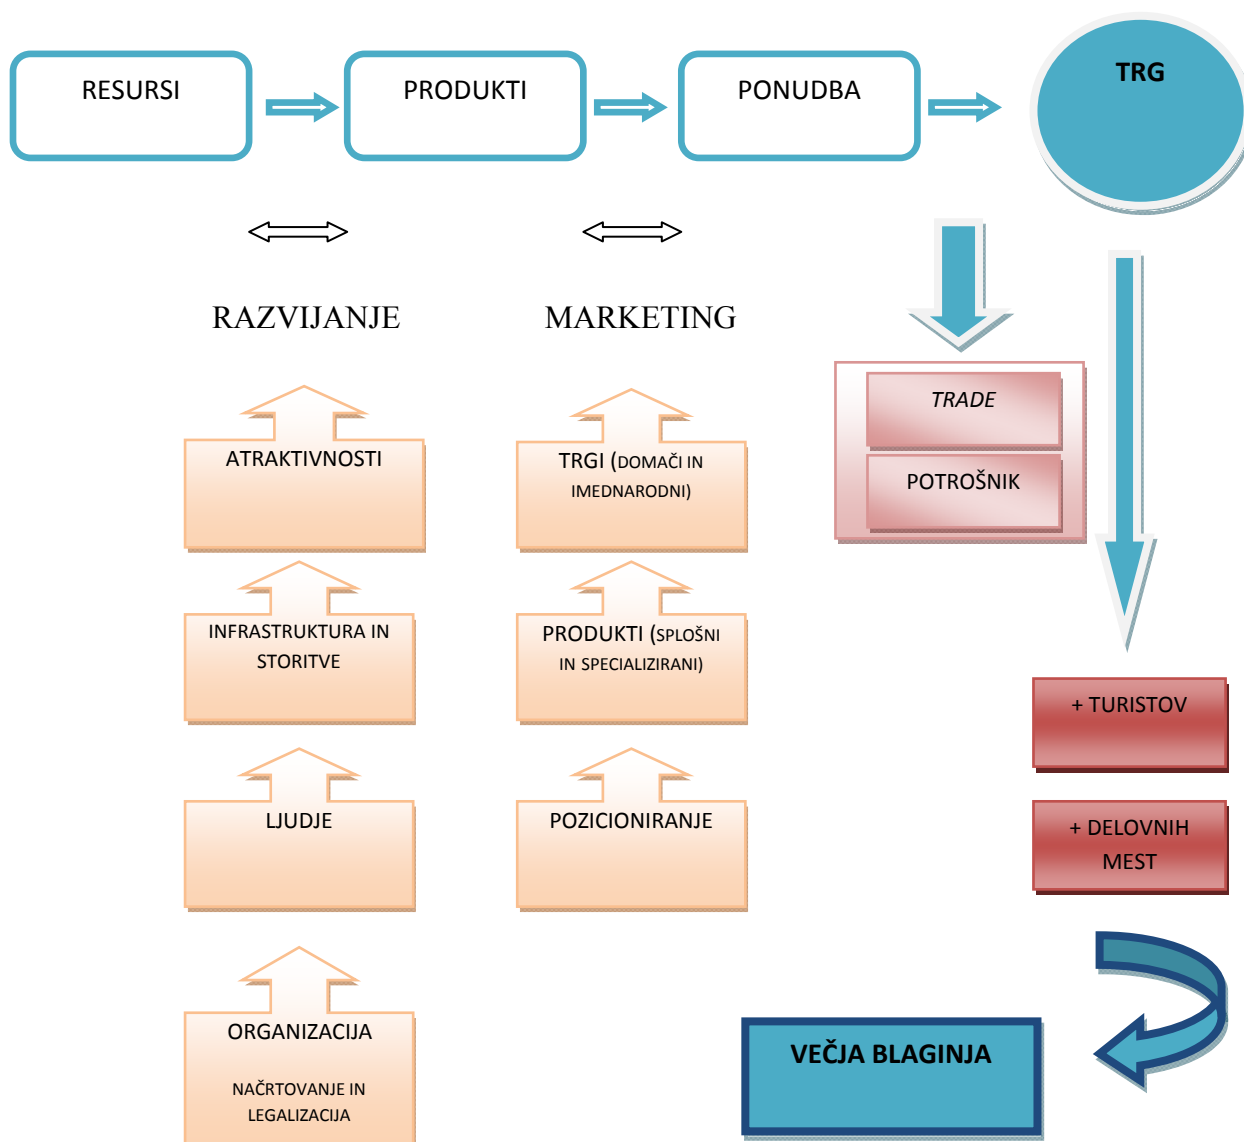 RESURSI
PRODUKTI
PONUDBA
TRG
RAZVIJANJE
MARKETING
ATRAKTIVNOSTI
INFRASTRUKTURA IN
STORITVE
LJUDJE
ORGANIZACIJA
NAČRTOVANJE IN
LEGALIZACIJA
TRGI (DOMAČI IN
IMEDNARODNI)
PRODUKTI (SPLOŠNI
IN SPECIALIZIRANI)
POZICIONIRANJE
TRADE
POTROŠNIK
+ TURISTOV
+ DELOVNIH
MEST
VEČJA BLAGINJA